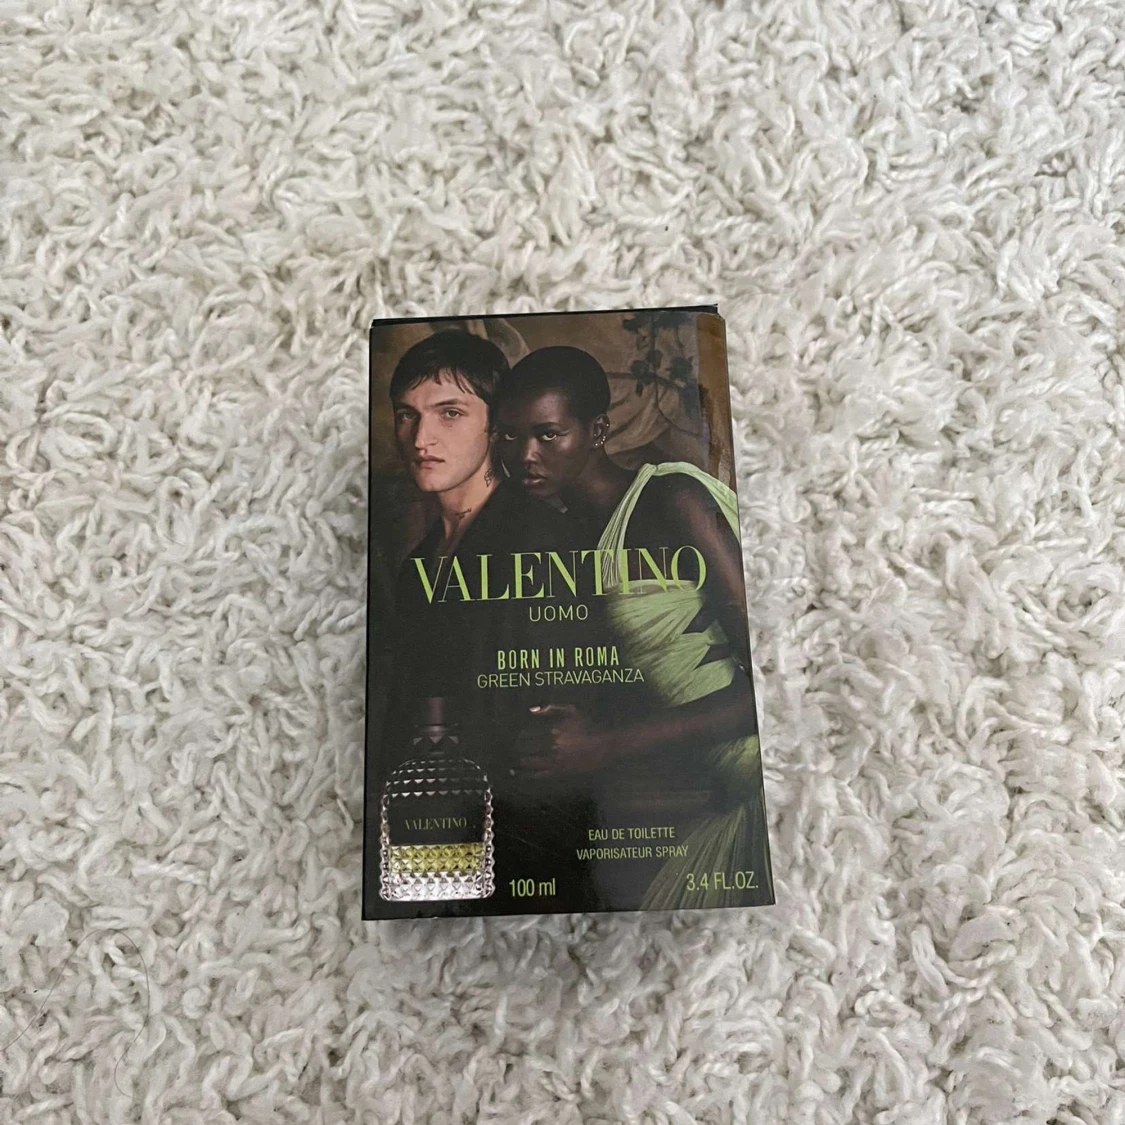 VALENTINO
UOMO
BORN IN ROMA
GREEN STRAVAGANZA
VALENTINO
EAU DE TOILETTE
VAPORISATEUR SPRAY
100 ml
3.4 FL.OZ.